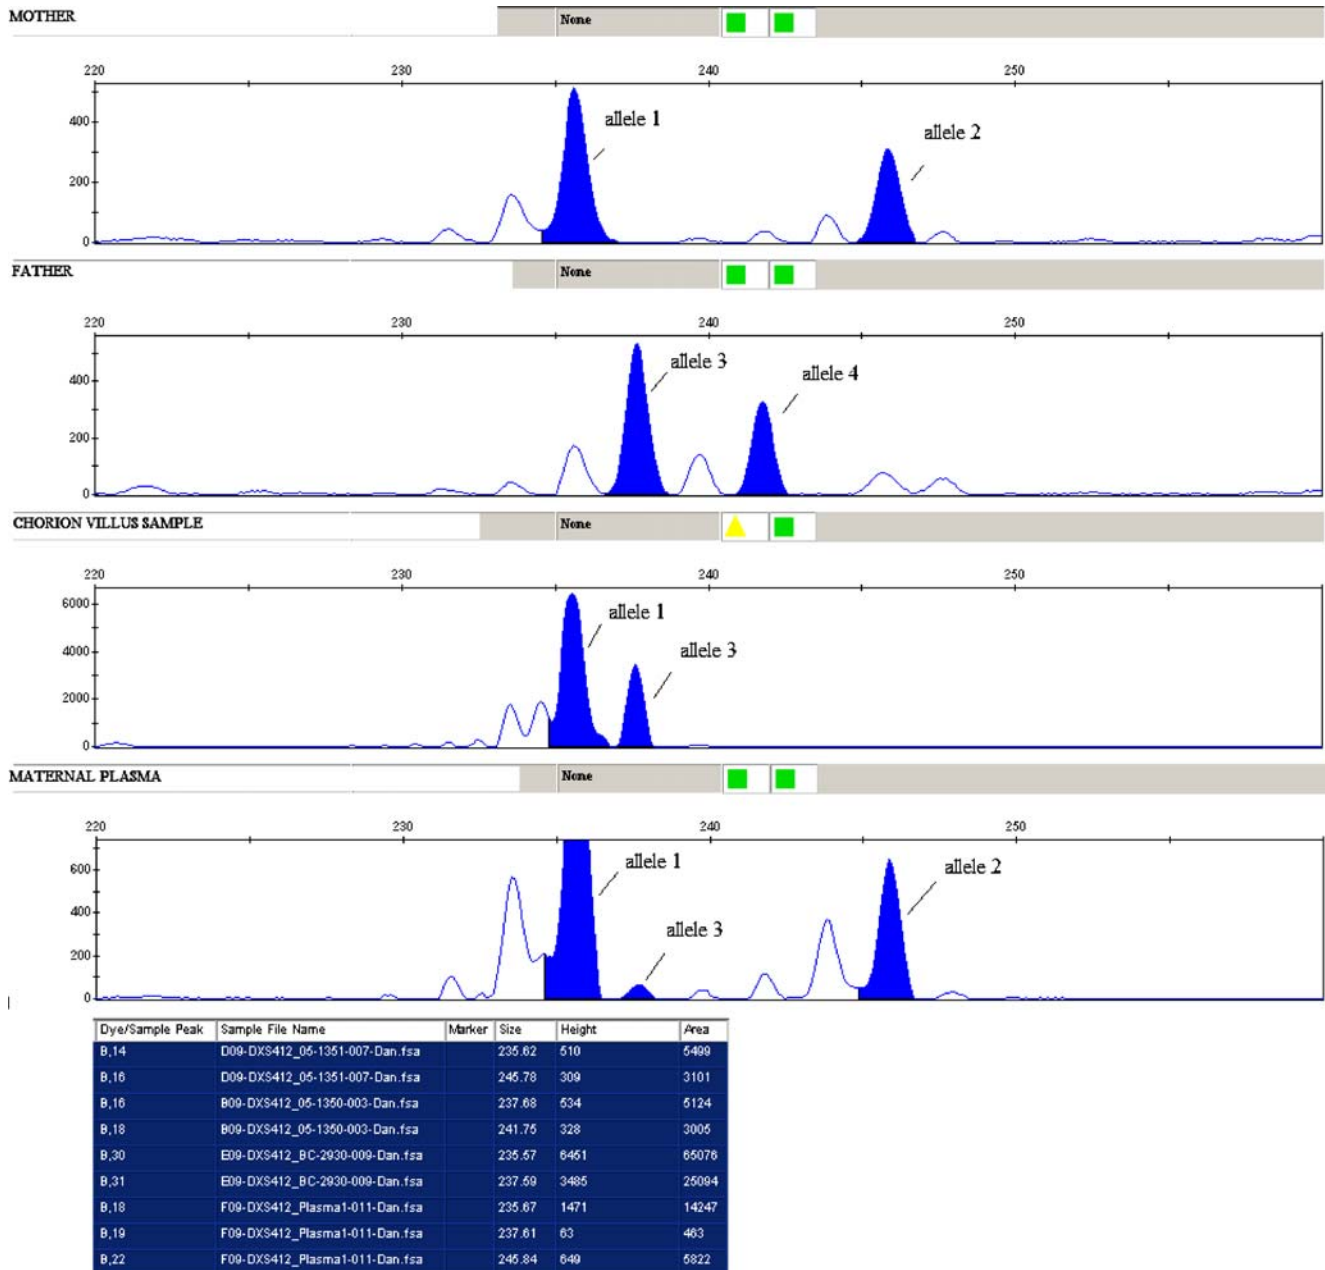 MOTHER
None
220 230 240 250
400
200
0
allele 1
allele 2
FATHER
None
220 230 240 250
400
200
0
allele 3
allele 4
CHORION VILLUS SAMPLE
None
220 230 240 250
6000
4000
2000
0
allele 1
allele 3
MATERNAL PLASMA
None
220 230 240 250
600
400
200
0
allele 1
allele 3
allele 2
Dye/Sample Peak Sample File Name Marker Size Height Area
B,14 D09-DXS412_05-1351-007-Dan.fsa 235.62 510 5499
B,16 D09-DXS412_05-1351-007-Dan.fsa 245.78 309 3101
B,16 B09-DXS412_05-1350-003-Dan.fsa 237.68 534 5124
B,18 B09-DXS412_05-1350-003-Dan.fsa 241.75 328 3005
B,30 E09-DXS412_BC-2930-009-Dan.fsa 235.57 6451 65076
B,31 E09-DXS412_BC-2930-009-Dan.fsa 237.59 3485 25094
B,18 F09-DXS412_Plasma1-011-Dan.fsa 235.67 1471 14247
B,19 F09-DXS412_Plasma1-011-Dan.fsa 237.61 63 463
B,22 F09-DXS412_Plasma1-011-Dan.fsa 245.84 649 5822